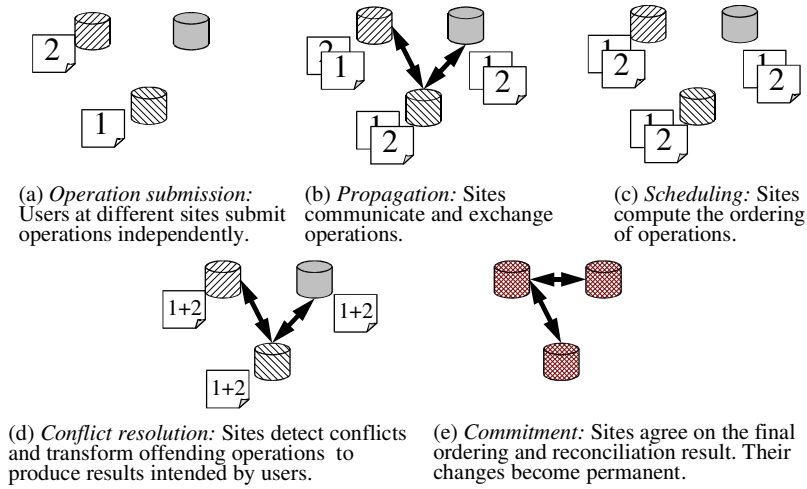 2
1
2
1
1
2
1
2
1
2
1
2
1
2
(a) Operation submission:
Users at different sites submit
operations independently.
(b) Propagation: Sites
communicate and exchange
operations.
(c) Scheduling: Sites
compute the ordering
of operations.
1+2
1+2
1+2
(d) Conflict resolution: Sites detect conflicts
and transform offending operations to
produce results intended by users.
(e) Commitment: Sites agree on the final
ordering and reconciliation result. Their
changes become permanent.